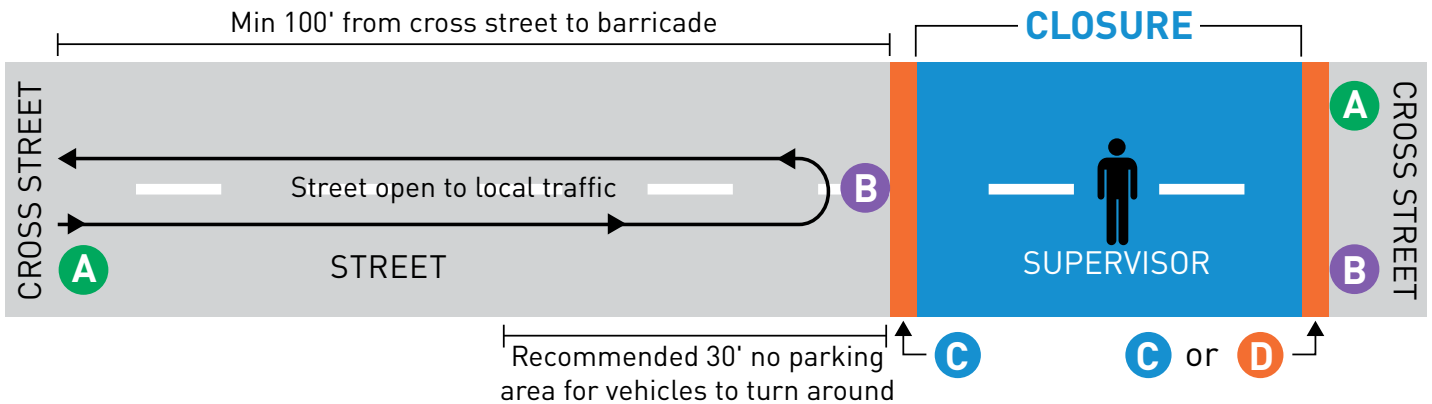 Min 100' from cross street to barricade
CLOSURE
CROSS STREET
A
Street open to local traffic
STREET
B
SUPERVISOR
A
B
CROSS STREET
Recommended 30' no parking
area for vehicles to turn around
C
C or D